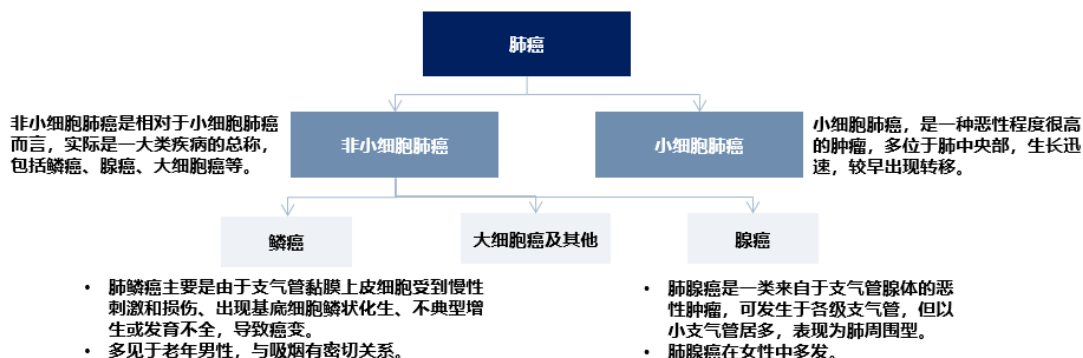 肺癌
非小细胞肺癌是相对于小细胞肺癌
而言，实际是一大类疾病的总称，
包括鳞癌、腺癌、大细胞癌等。
非小细胞肺癌
小细胞肺癌
小细胞肺癌，是一种恶性程度很高
的肿瘤，多位于肺中央部，生长迅
速，较早出现转移。
鳞癌
大细胞癌及其他
腺癌
• 肺鳞癌主要是由于支气管黏膜上皮细胞受到慢性
刺激和损伤、出现基底细胞鳞状化生、不典型增
生或发育不全，导致癌变。
• 多见于老年男性，与吸烟有密切关系。
• 肺腺癌是一类来自于支气管腺体的恶
性肿瘤，可发生于各级支气管，但以
小支气管居多，表现为肺周围型。
• 肺腺癌在女性中多发。